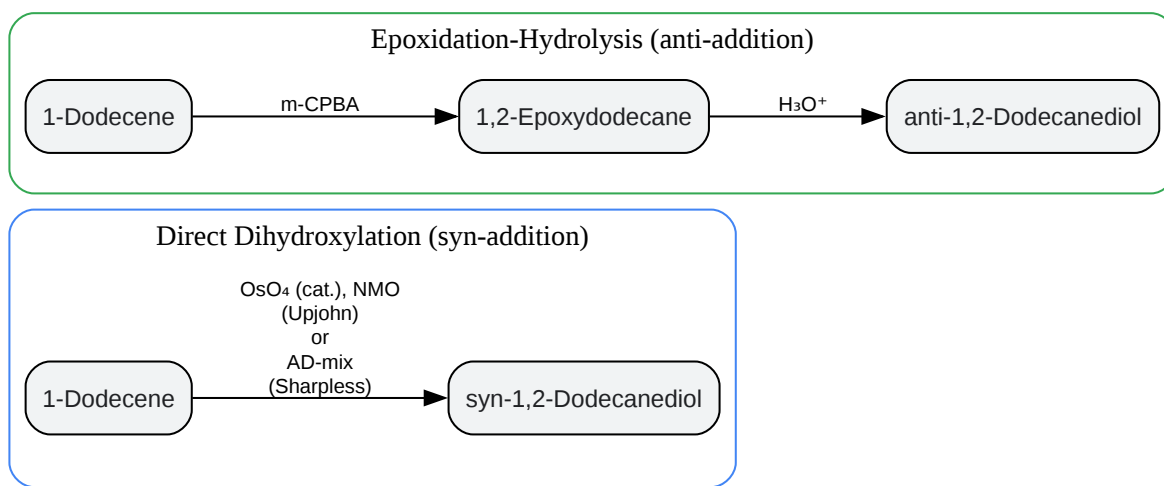 Epoxidation-Hydrolysis (anti-addition)
1-Dodecene
m-CPBA
1,2-Epoxydodecane
H₃O⁺
anti-1,2-Dodecanediol
Direct Dihydroxylation (syn-addition)
OsO₄ (cat.), NMO
(Upjohn)
or
AD-mix
(Sharpless)
1-Dodecene
syn-1,2-Dodecanediol